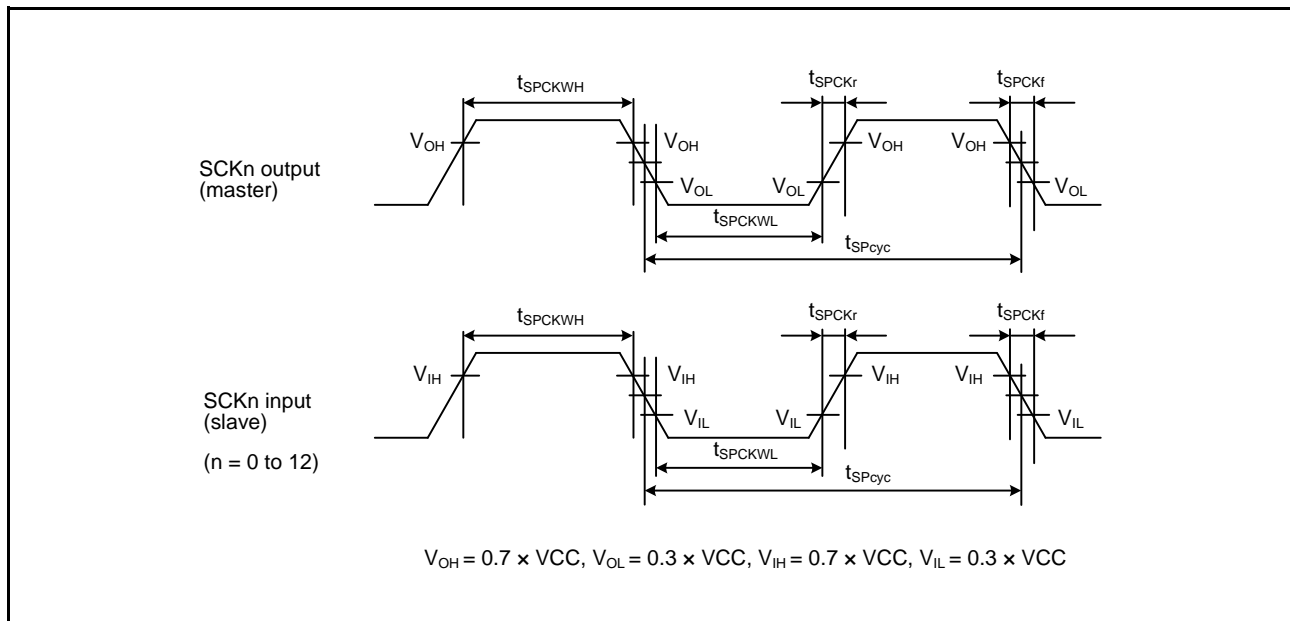 tSPCKWH
tSPCKr
tSPCKf
VOH
VOH
VOH
VOH
SCKn output
(master)
VOL
VOL
VOL
tSPCKWL
tSPcyc
tSPCKWH
tSPCKr
tSPCKf
VIH
VIH
VIH
VIH
SCKn input
(slave)
VIL
VIL
VIL
(n = 0 to 12)
tSPCKWL
tSPcyc
VOH = 0.7 × VCC, VOL = 0.3 × VCC, VIH = 0.7 × VCC, VIL = 0.3 × VCC